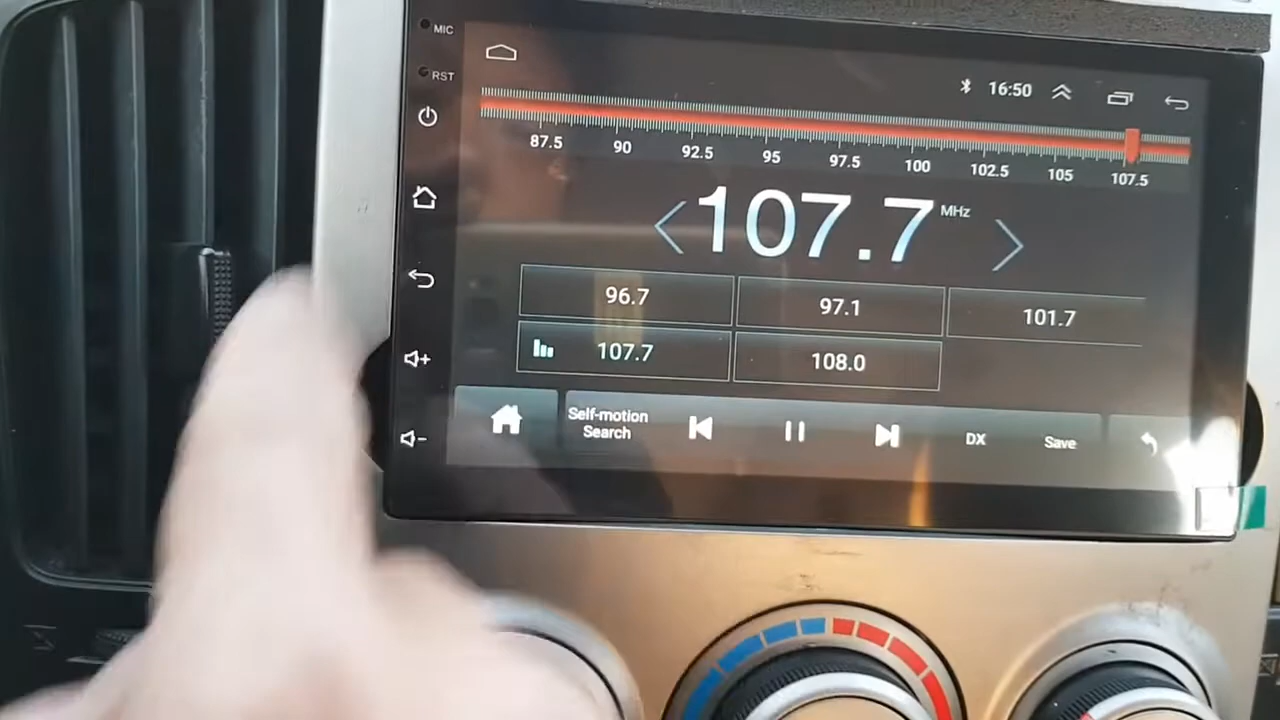 MIC
RST
16:50
87.5 90 92.5 95 97.5 100 102.5 105 107.5
107.7 MHz
96.7 97.1 101.7
107.7 108.0
Self-motion
Search
DX
Save